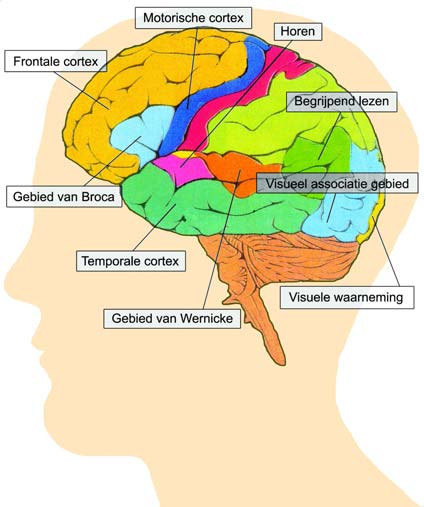 Motorische cortex
Horen
Frontale cortex
Begrijpend lezen
Visueel associatie gebied
Gebied van Broca
Temporale cortex
Visuele waarneming
Gebied van Wernicke